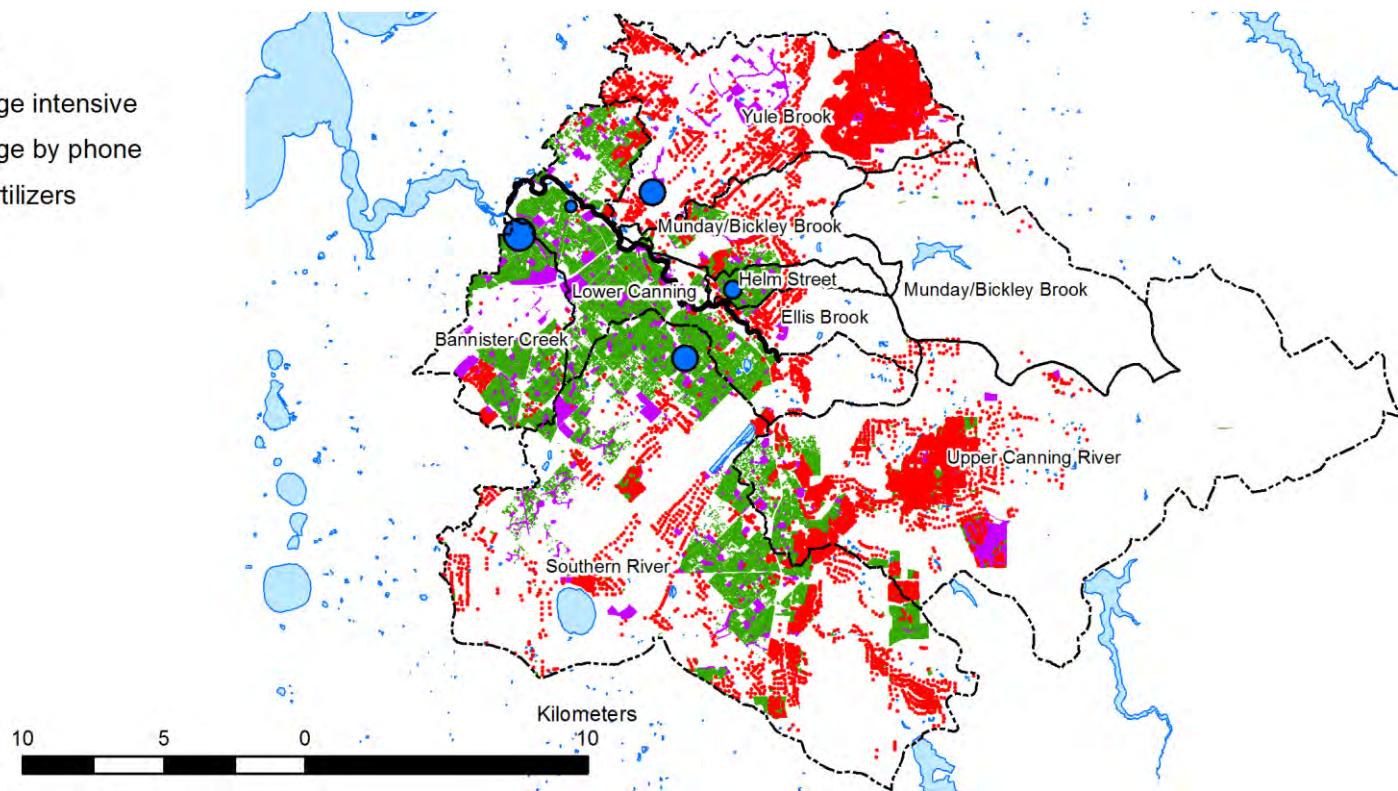 ge intensive
ge by phone
rtilizers
Yule Brook
Munday/Bickley Brook
Helm Street
Munday/Bickley Brook
Lower Canning
Ellis Brook
Bannister Creek
Upper Canning River
Southern River
Kilometers
10 5 0 10